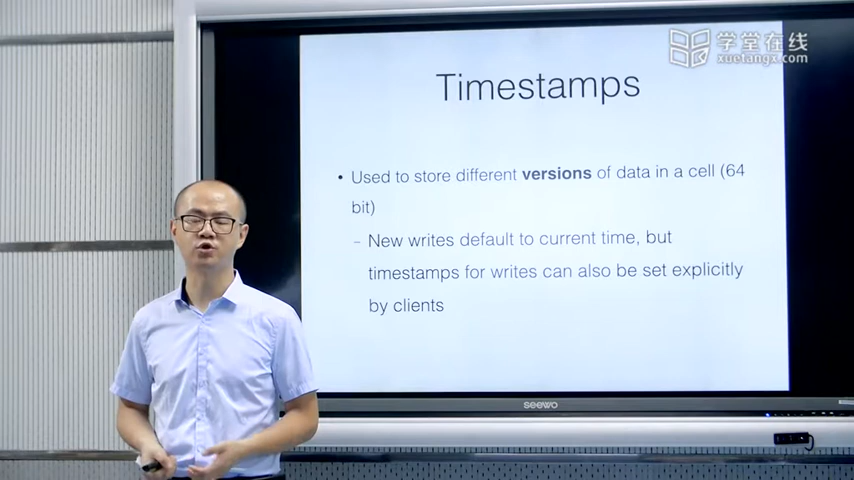 学堂在线
xuetangx.com
Timestamps
• Used to store different versions of data in a cell (64
bit)
– New writes default to current time, but
timestamps for writes can also be set explicitly
by clients
seewo